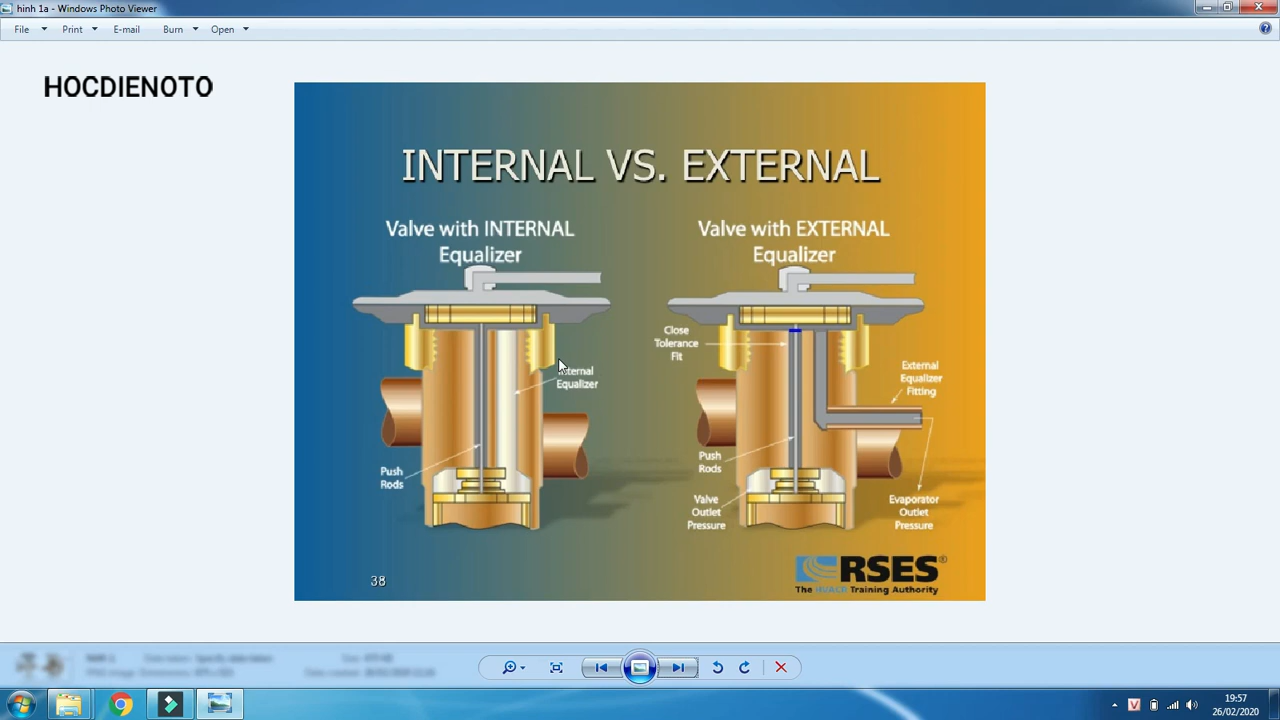 hinh 1a - Windows Photo Viewer
File Print E-mail Burn Open
HOCDIENOTO
INTERNAL VS. EXTERNAL
Valve with INTERNAL
Equalizer
Valve with EXTERNAL
Equalizer
Close
Tolerance
Fit
Internal
Equalizer
External
Equalizer
Fitting
Push
Rods
Push
Rods
Valve
Outlet
Pressure
Evaporator
Outlet
Pressure
RSES®
The HVACR Training Authority
38
V
19:57
26/02/2020